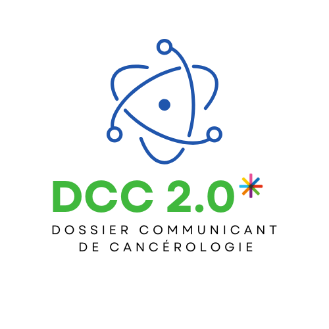 DCC 2.0*
DOSSIER COMMUNICANT
DE CANCÉROLOGIE